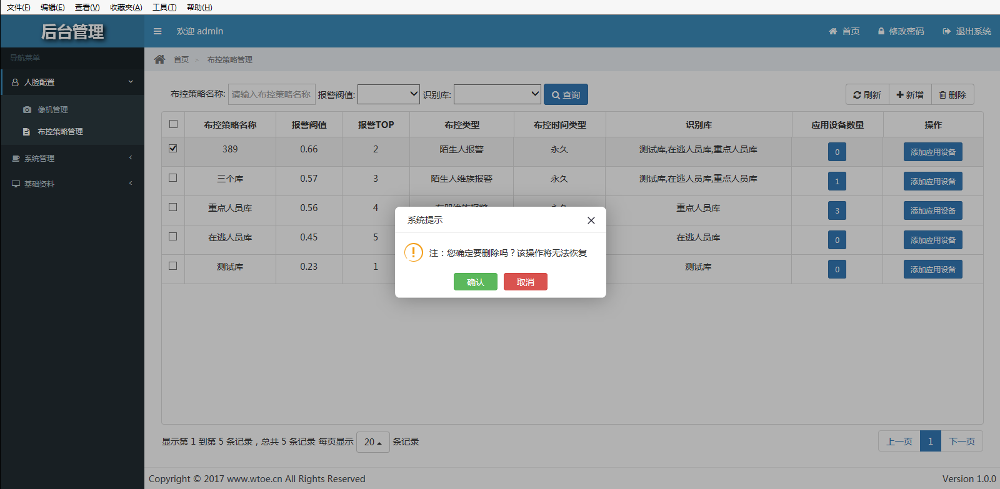 文件(F) 编辑(E) 查看(V) 收藏夹(A) 工具(T) 帮助(H)
后台管理 欢迎 admin 首页 修改密码 退出系统
导航菜单 首页 > 布控策略管理
人脸配置
像机管理
布控策略管理
系统管理
基础资料
布控策略名称: 请输入布控策略名称 报警阀值: 识别库: 查询 刷新 新增 删除
布控策略名称 报警阀值 报警TOP 布控类型 布控时间类型 识别库 应用设备数量 操作
389 0.66 2 陌生人报警 永久 测试库,在逃人员库,重点人员库 0 添加应用设备
三个库 0.57 3 陌生人维族报警 永久 测试库,在逃人员库,重点人员库 1 添加应用设备
重点人员库 0.56 4 重点人员库 3 添加应用设备
在逃人员库 0.45 5 在逃人员库 0 添加应用设备
测试库 0.23 1 测试库 0 添加应用设备
系统提示
注：您确定要删除吗？该操作将无法恢复
确认 取消
显示第 1 到第 5 条记录，总共 5 条记录 每页显示 20 条记录 上一页 1 下一页
Copyright © 2017 www.wtoe.cn All Rights Reserved Version 1.0.0